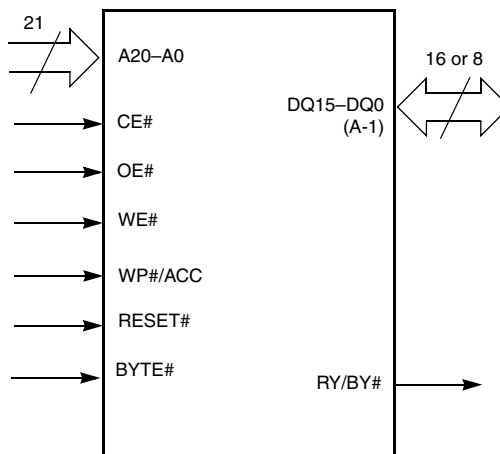 21
A20–A0
16 or 8
CE#
DQ15–DQ0
(A-1)
OE#
WE#
WP#/ACC
RESET#
BYTE#
RY/BY#